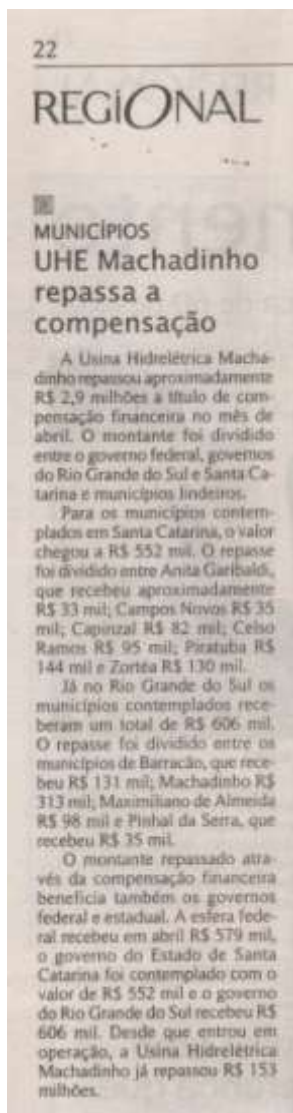 22
REGIONAL
MUNICÍPIOS
UHE Machadinho
repassa a
compensação
A Usina Hidrelétrica Macha-
dinho repassou aproximadamente
R$ 2,9 milhões a título de com-
pensação financeira no mês de
abril. O montante foi dividido
entre o governo federal, governos
do Rio Grande do Sul e Santa Ca-
tarina e municípios lindeiros.
Para os municípios contem-
plados em Santa Catarina, o valor
chegou a R$ 552 mil. O repasse
foi dividido entre Anita Garibaldi,
que recebeu aproximadamente
R$ 33 mil; Campos Novos R$ 35
mil; Capinzal R$ 82 mil; Celso
Ramos R$ 95 mil; Piratuba R$
144 mil e Zortéa R$ 130 mil.
Já no Rio Grande do Sul os
municípios contemplados rece-
beram um total de R$ 606 mil.
O repasse foi dividido entre os
municípios de Barracão, que rece-
beu R$ 131 mil; Machadinho R$
313 mil; Maximiliano de Almeida
R$ 98 mil e Pinhal da Serra, que
recebeu R$ 35 mil.
O montante repassado atra-
vés da compensação financeira
beneficia também os governos
federal e estadual. A esfera fede-
ral recebeu em abril R$ 579 mil,
o governo do Estado de Santa
Catarina foi contemplado com o
valor de R$ 552 mil e o governo
do Rio Grande do Sul recebeu R$
606 mil. Desde que entrou em
operação, a Usina Hidrelétrica
Machadinho já repassou R$ 153
milhões.